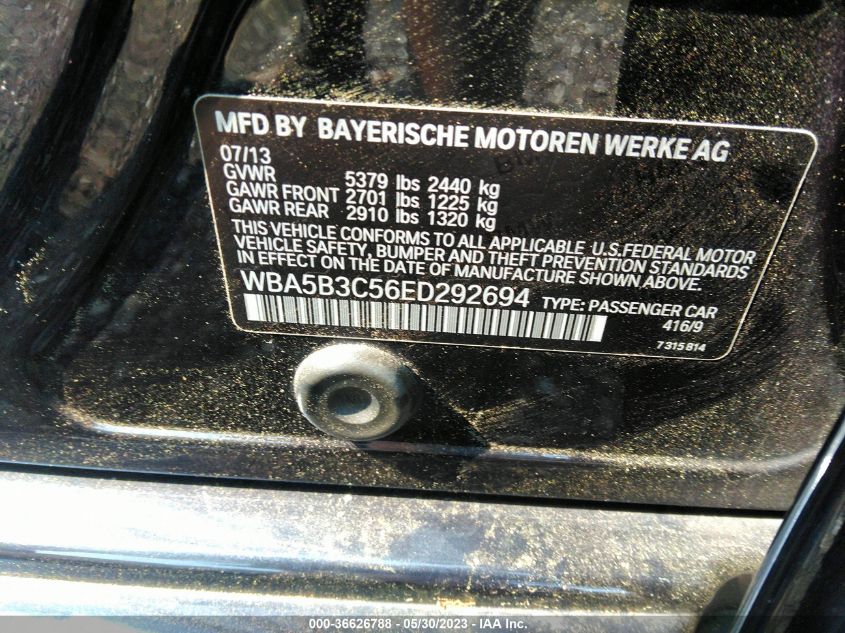 MFD BY BAYERISCHE MOTOREN WERKE AG
07/13
GVWR 5379 lbs 2440 kg
GAWR FRONT 2701 lbs 1225 kg
GAWR REAR 2910 lbs 1320 kg
THIS VEHICLE CONFORMS TO ALL APPLICABLE U.S.FEDERAL MOTOR
VEHICLE SAFETY, BUMPER AND THEFT PREVENTION STANDARDS
IN EFFECT ON THE DATE OF MANUFACTURE SHOWN ABOVE.
WBA5B3C56ED292694 TYPE: PASSENGER CAR
416/9
7 315 814
000-36626788 - 05/30/2023 - IAA Inc.